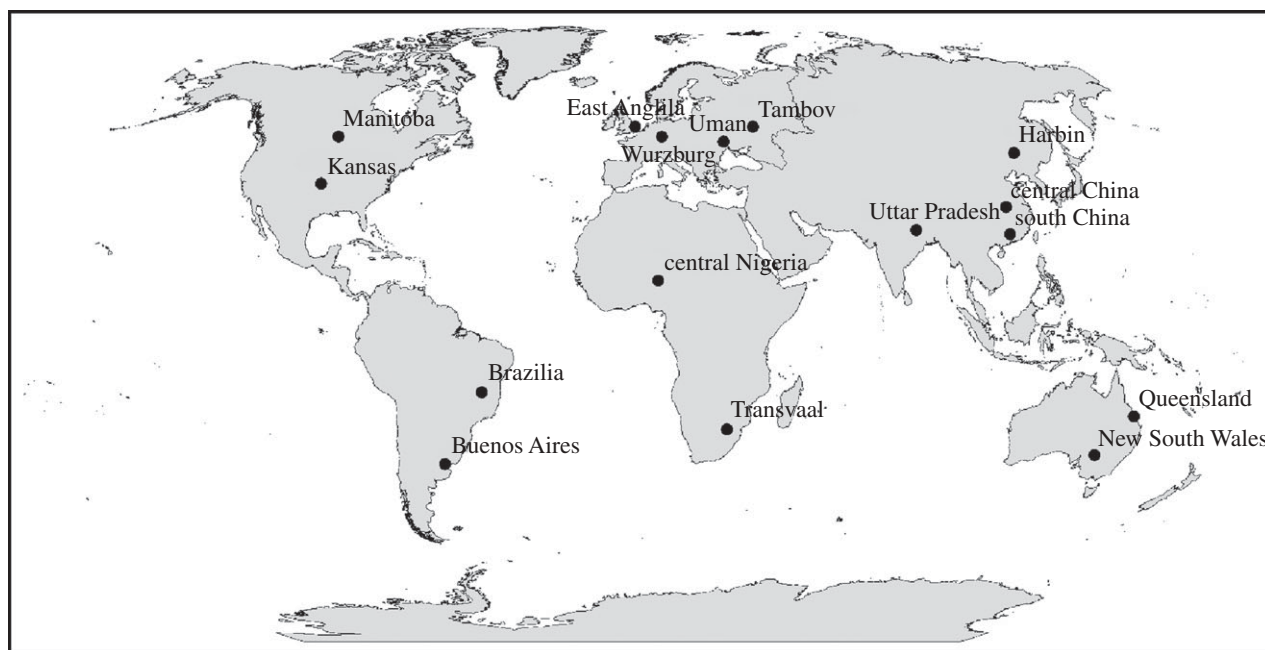 East Anglila
Tambov
Manitoba
Uman
Harbin
Wurzburg
Kansas
central China
Uttar Pradesh
south China
central Nigeria
Brazilia
Queensland
Transvaal
New South Wales
Buenos Aires